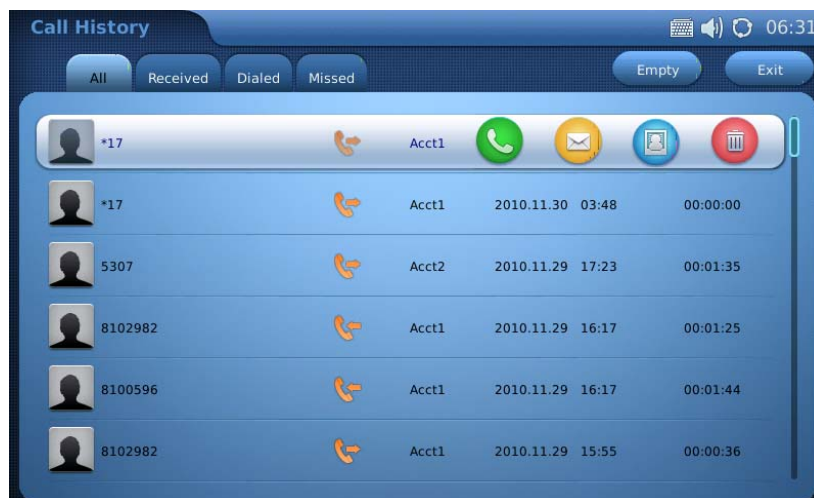 Call History 06:31
All Received Dialed Missed Empty Exit
*17 Acct1
*17 Acct1 2010.11.30 03:48 00:00:00
5307 Acct2 2010.11.29 17:23 00:01:35
8102982 Acct1 2010.11.29 16:17 00:01:25
8100596 Acct1 2010.11.29 16:17 00:01:44
8102982 Acct1 2010.11.29 15:55 00:00:36